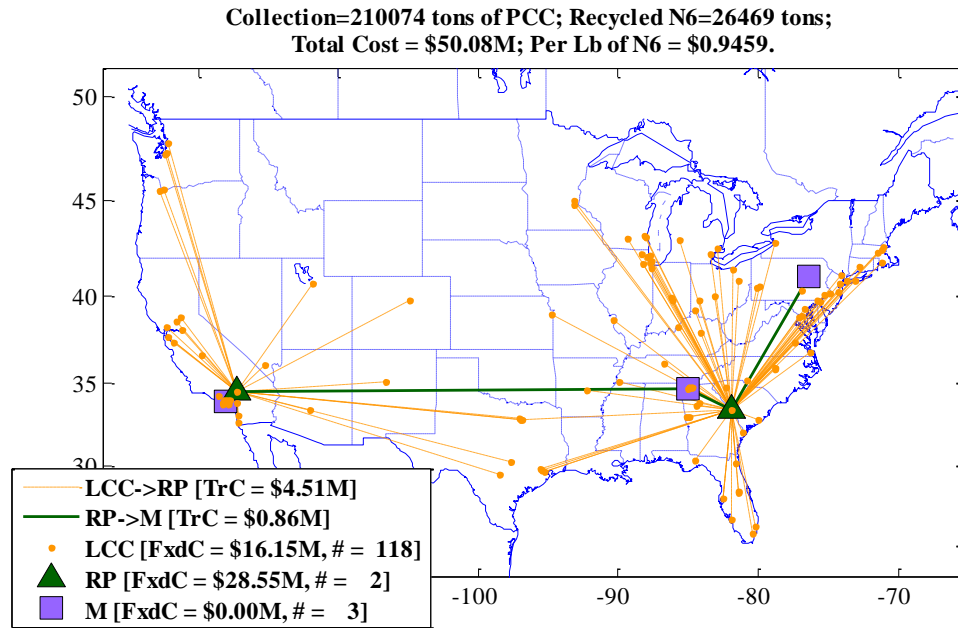 Collection=210074 tons of PCC; Recycled N6=26469 tons;
Total Cost = $50.08M; Per Lb of N6 = $0.9459.
50
45
40
35
30
LCC->RP [TrC = $4.51M]
RP->M [TrC = $0.86M]
LCC [FxdC = $16.15M, # = 118]
RP [FxdC = $28.55M, # = 2]
M [FxdC = $0.00M, # = 3]
-100 -90 -80 -70